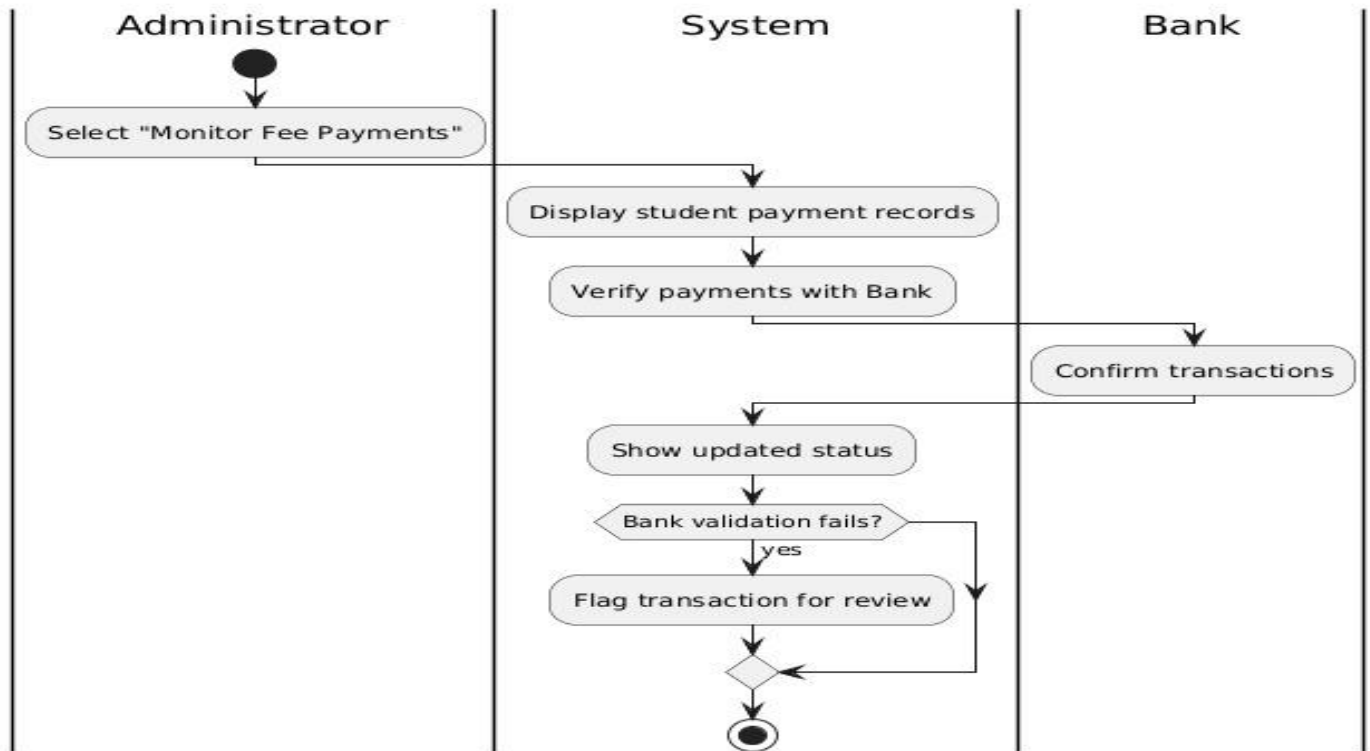 Administrator
System
Bank
Select "Monitor Fee Payments"
Display student payment records
Verify payments with Bank
Confirm transactions
Show updated status
Bank validation fails?
yes
Flag transaction for review